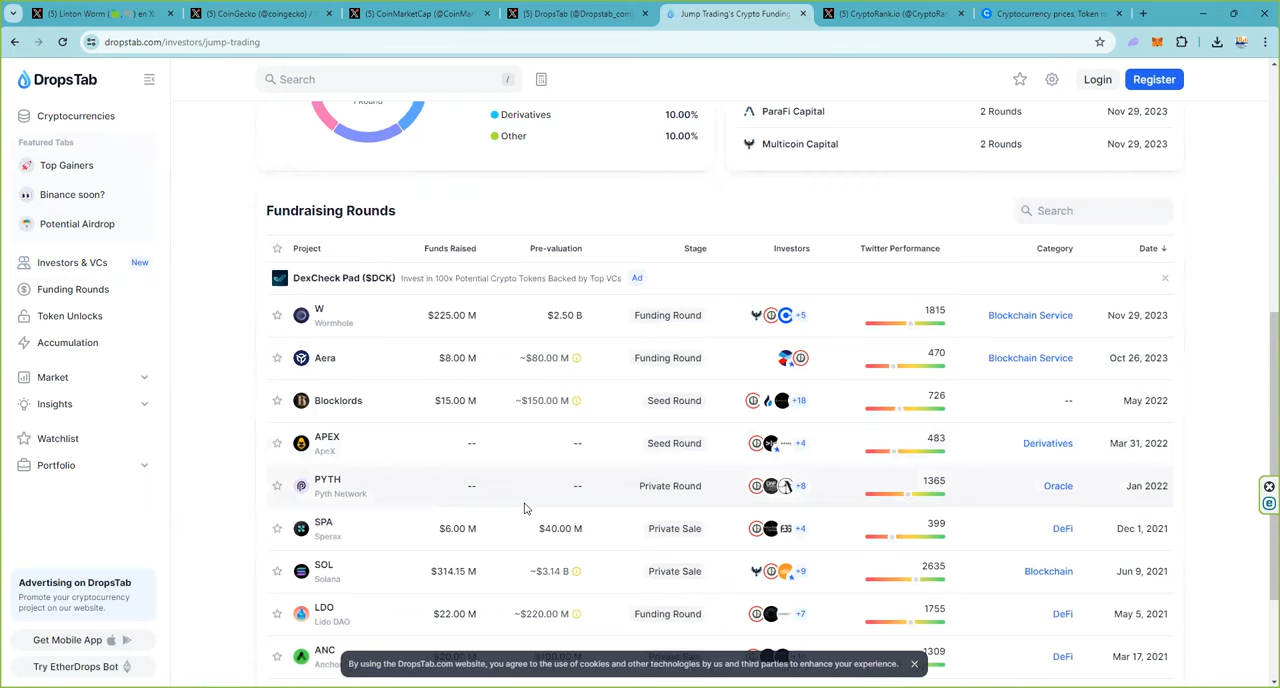 (5) Linton Worm (
) en X
(5) CoinGecko (@coingecko) /
(5) CoinMarketCap (@CoinMar
(5) DropsTab (@Dropstab_com)
Jump Trading's Crypto Funding
(5) CryptoRank.io (@CryptoRan
Cryptocurrency prices, Token
dropstab.com/investors/jump-trading
DropsTab
Search
/
Login
Register
Cryptocurrencies
Featured Tabs
Top Gainers
Binance soon?
Potential Airdrop
Investors & VCs New
Funding Rounds
Token Unlocks
Accumulation
Market
Insights
Watchlist
Portfolio
Advertising on DropsTab
Promote your cryptocurrency
project on our website.
Get Mobile App
Try EtherDrops Bot
1 Round
Derivatives 10.00%
Other 10.00%
ParaFi Capital 2 Rounds Nov 29, 2023
Multicoin Capital 2 Rounds Nov 29, 2023
Fundraising Rounds
Search
Project Funds Raised Pre-valuation Stage Investors Twitter Performance Category Date
DexCheck Pad ($DCK) Invest in 100x Potential Crypto Tokens Backed by Top VCs Ad
W
Wormhole
$225.00 M $2.50 B Funding Round +5 1815 Blockchain Service Nov 29, 2023
Aera $8.00 M ~$80.00 M Funding Round 470 Blockchain Service Oct 26, 2023
Blocklords $15.00 M ~$150.00 M Seed Round +18 726 -- May 2022
APEX
ApeX
-- -- Seed Round +4 483 Derivatives Mar 31, 2022
PYTH
Pyth Network
-- -- Private Round +8 1365 Oracle Jan 2022
SPA
Sperax
$6.00 M $40.00 M Private Sale +4 399 DeFi Dec 1, 2021
SOL
Solana
$314.15 M ~$3.14 B Private Sale +9 2635 Blockchain Jun 9, 2021
LDO
Lido DAO
$22.00 M ~$220.00 M Funding Round +7 1755 DeFi May 5, 2021
ANC
1309 DeFi Mar 17, 2021
By using the DropsTab.com website, you agree to the use of cookies and other technologies by us and third parties to enhance your experience.